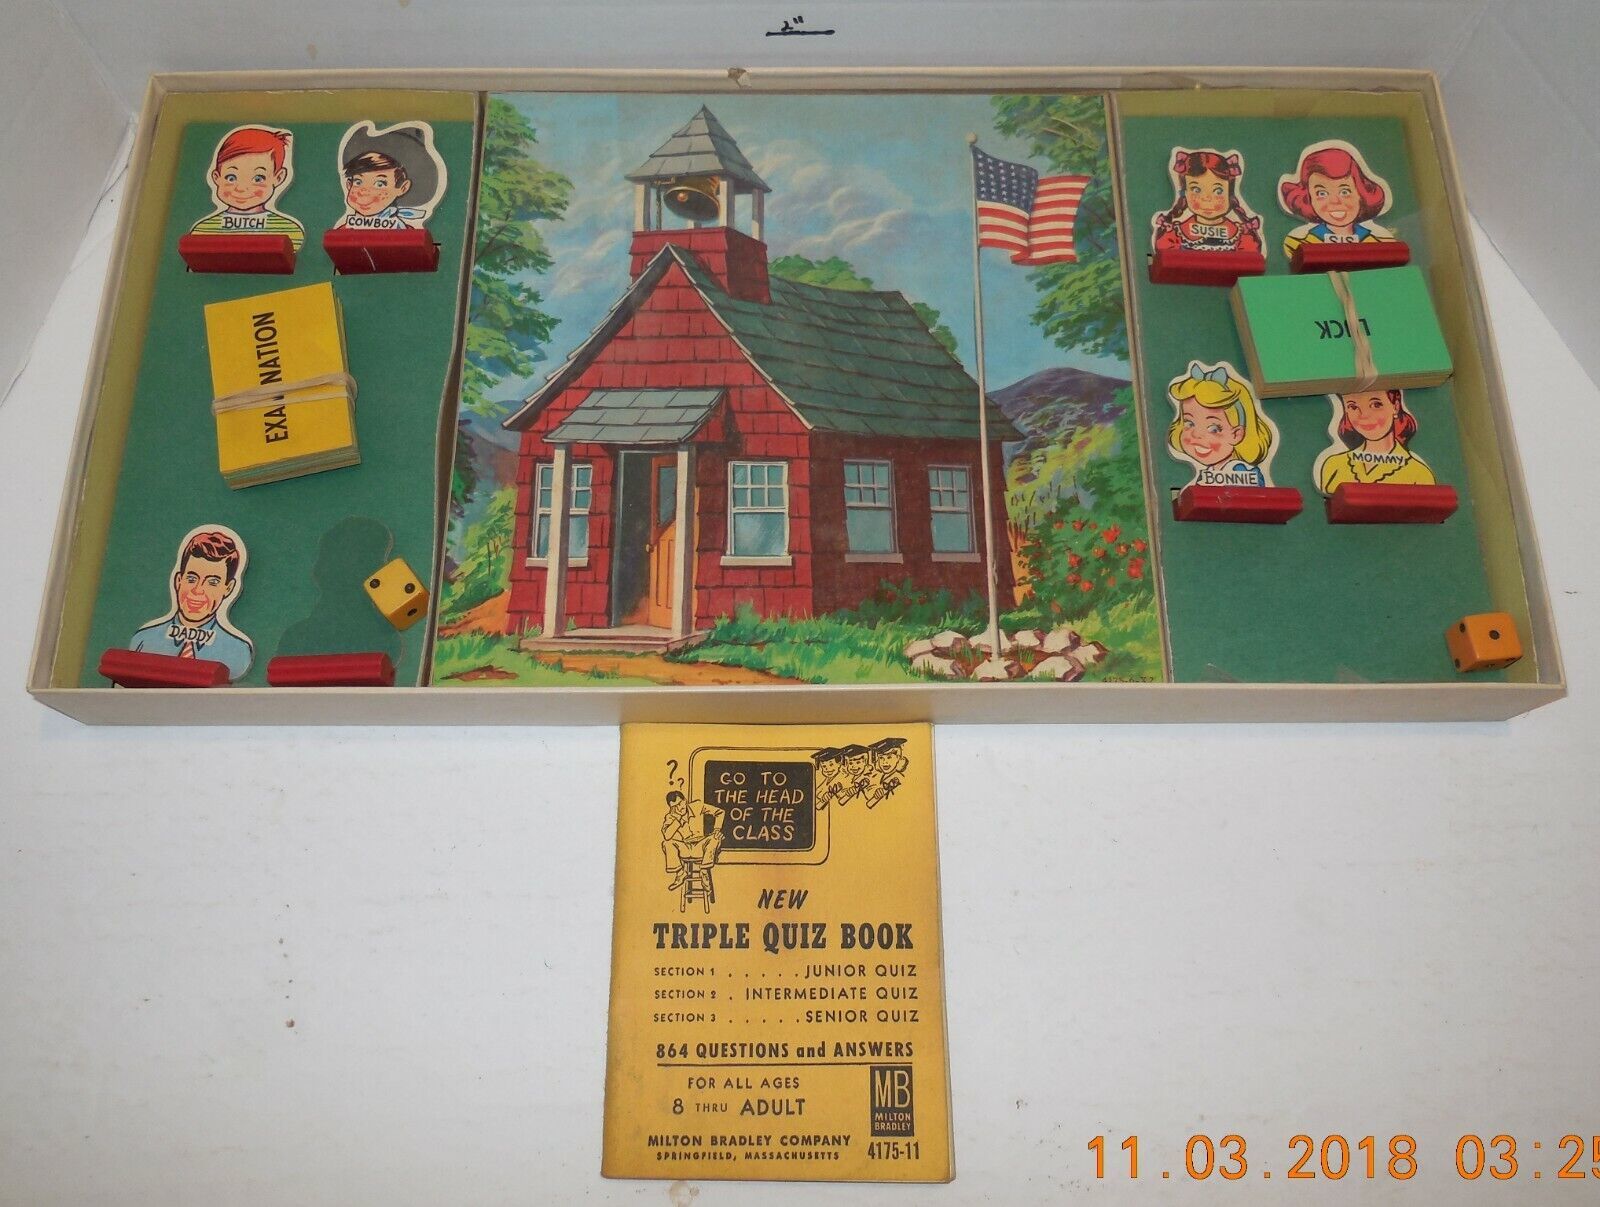 2"
BUTCH
COWBOY
SUSIE
SIS
EXAMINATION
LUCK
BONNIE
MOMMY
DADDY
GO TO
THE HEAD
OF THE
CLASS
NEW
TRIPLE QUIZ BOOK
SECTION 1 . . . . . JUNIOR QUIZ
SECTION 2 . INTERMEDIATE QUIZ
SECTION 3 . . . . . SENIOR QUIZ
864 QUESTIONS and ANSWERS
FOR ALL AGES
8 THRU ADULT
MB
MILTON
BRADLEY
MILTON BRADLEY COMPANY
SPRINGFIELD, MASSACHUSETTS
4175-11
11.03.2018 03:25